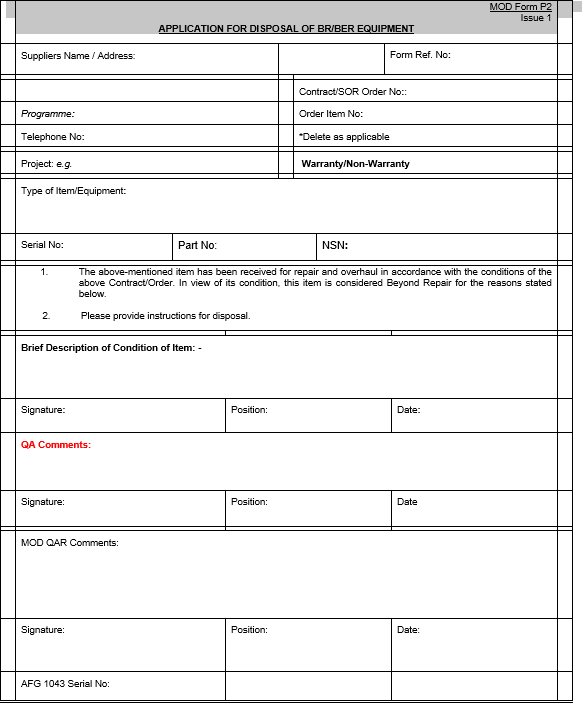 MOD Form P2
Issue 1
APPLICATION FOR DISPOSAL OF BR/BER EQUIPMENT
Suppliers Name / Address:
Form Ref. No:
Contract/SOR Order No::
Programme:
Order Item No:
Telephone No:
*Delete as applicable
Project: e.g.
Warranty/Non-Warranty
Type of Item/Equipment:
Serial No:
Part No:
NSN:
1. The above-mentioned item has been received for repair and overhaul in accordance with the conditions of the
above Contract/Order. In view of its condition, this item is considered Beyond Repair for the reasons stated
below.
2. Please provide instructions for disposal.
Brief Description of Condition of Item: -
Signature:
Position:
Date:
QA Comments:
Signature:
Position:
Date
MOD QAR Comments:
Signature:
Position:
Date:
AFG 1043 Serial No: